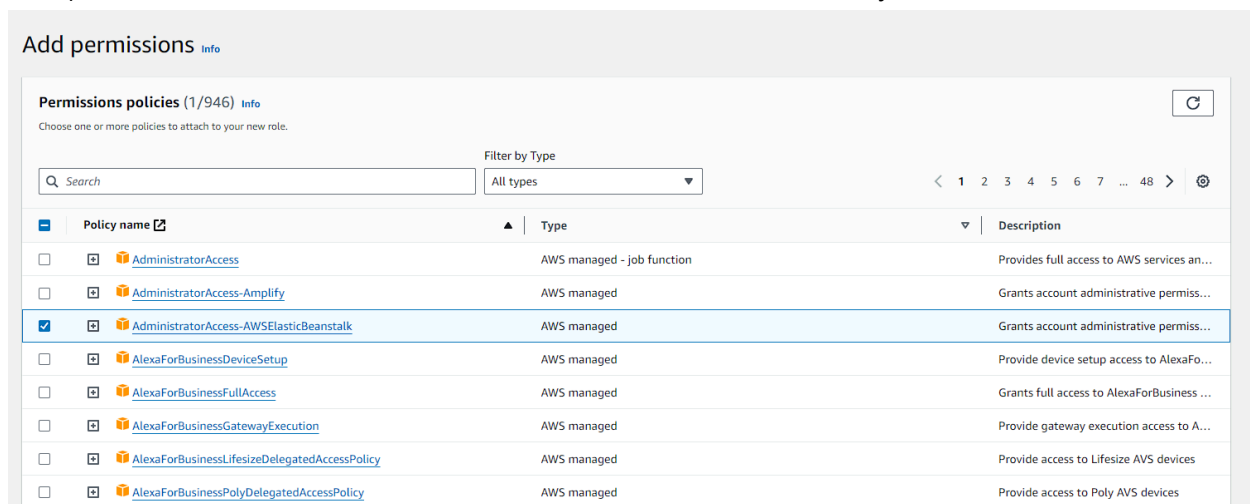 Add permissions Info
Permissions policies (1/946) Info
Choose one or more policies to attach to your new role.
Filter by Type
Search
All types
1 2 3 4 5 6 7 ... 48
Policy name Type Description
AdministratorAccess AWS managed - job function Provides full access to AWS services an...
AdministratorAccess-Amplify AWS managed Grants account administrative permiss...
AdministratorAccess-AWSElasticBeanstalk AWS managed Grants account administrative permiss...
AlexaForBusinessDeviceSetup AWS managed Provide device setup access to AlexaFo...
AlexaForBusinessFullAccess AWS managed Grants full access to AlexaForBusiness ...
AlexaForBusinessGatewayExecution AWS managed Provide gateway execution access to A...
AlexaForBusinessLifesizeDelegatedAccessPolicy AWS managed Provide access to Lifesize AVS devices
AlexaForBusinessPolyDelegatedAccessPolicy AWS managed Provide access to Poly AVS devices